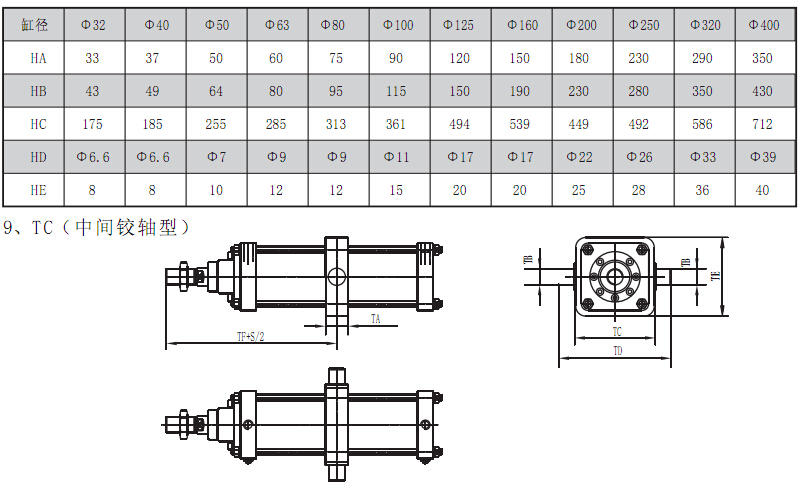 缸径 Φ32 Φ40 Φ50 Φ63 Φ80 Φ100 Φ125 Φ160 Φ200 Φ250 Φ320 Φ400
HA 33 37 50 60 75 90 120 150 180 230 290 350
HB 43 49 64 80 95 115 150 190 230 280 350 430
HC 175 185 255 285 313 361 494 539 449 492 586 712
HD Φ6.6 Φ6.6 Φ7 Φ9 Φ9 Φ11 Φ17 Φ17 Φ22 Φ26 Φ33 Φ39
HE 8 8 10 12 12 15 20 20 25 28 36 40
9、TC（中间铰轴型）
TB
TB
TE
TA
TF+S/2
TC
TD